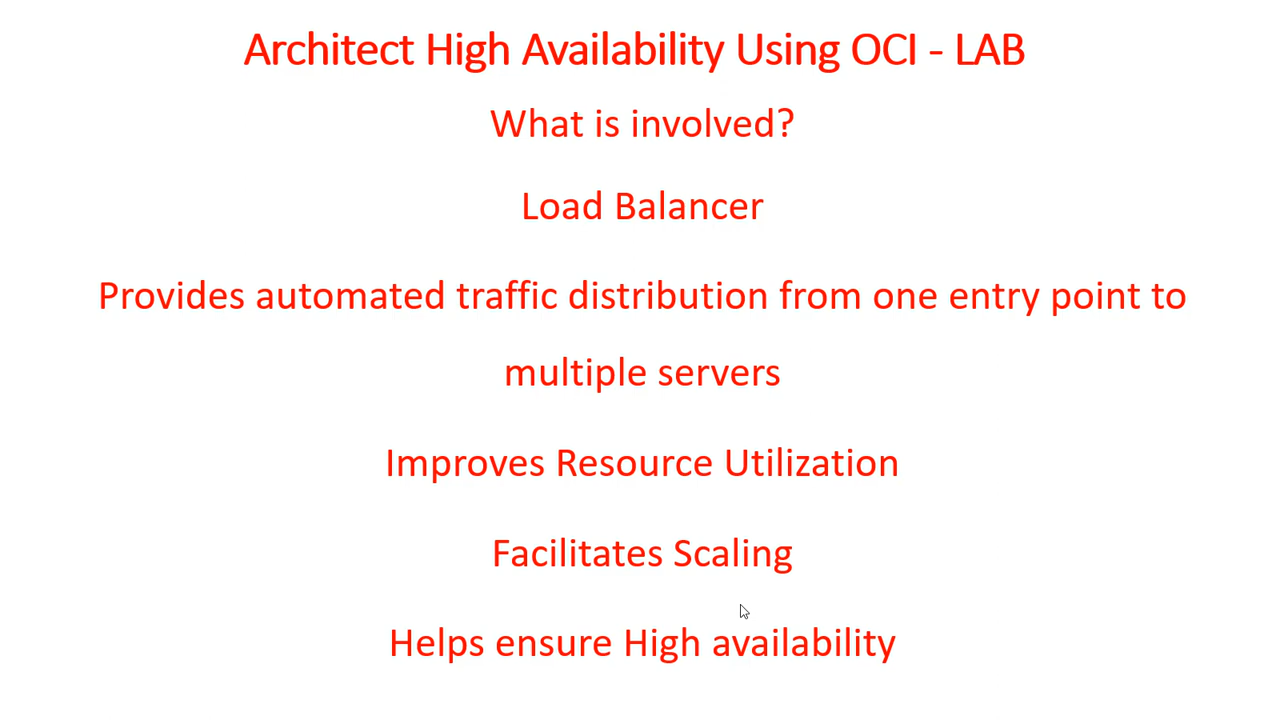 Architect High Availability Using OCI - LAB
What is involved?
Load Balancer
Provides automated traffic distribution from one entry point to
multiple servers
Improves Resource Utilization
Facilitates Scaling
Helps ensure High availability